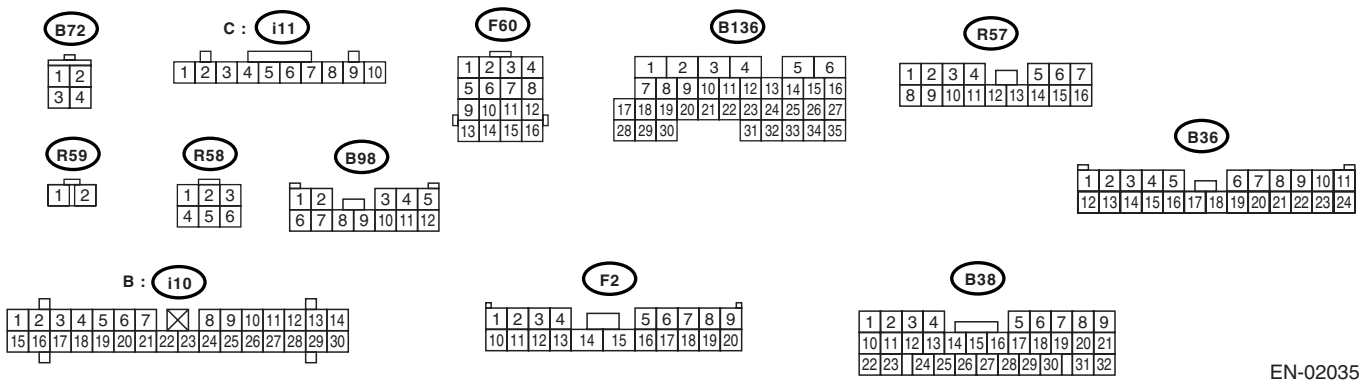 B72
C : i11
F60
B136
R57
1 2
3 4
1 2 3 4 5 6 7 8 9 10
1 2 3 4
5 6 7 8
9 10 11 12
13 14 15 16
1 2 3 4 5 6
7 8 9 10 11 12 13 14 15 16
17 18 19 20 21 22 23 24 25 26 27
28 29 30 31 32 33 34 35
1 2 3 4 5 6 7
8 9 10 11 12 13 14 15 16
R59
R58
B98
B36
1 2
1 2 3
4 5 6
1 2 3 4 5
6 7 8 9 10 11 12
1 2 3 4 5 6 7 8 9 10 11
12 13 14 15 16 17 18 19 20 21 22 23 24
B : i10
F2
B38
1 2 3 4 5 6 7 8 9 10 11 12 13 14
15 16 17 18 19 20 21 22 23 24 25 26 27 28 29 30
1 2 3 4 5 6 7 8 9
10 11 12 13 14 15 16 17 18 19 20
1 2 3 4 5 6 7 8 9
10 11 12 13 14 15 16 17 18 19 20 21
22 23 24 25 26 27 28 29 30 31 32
EN-02035